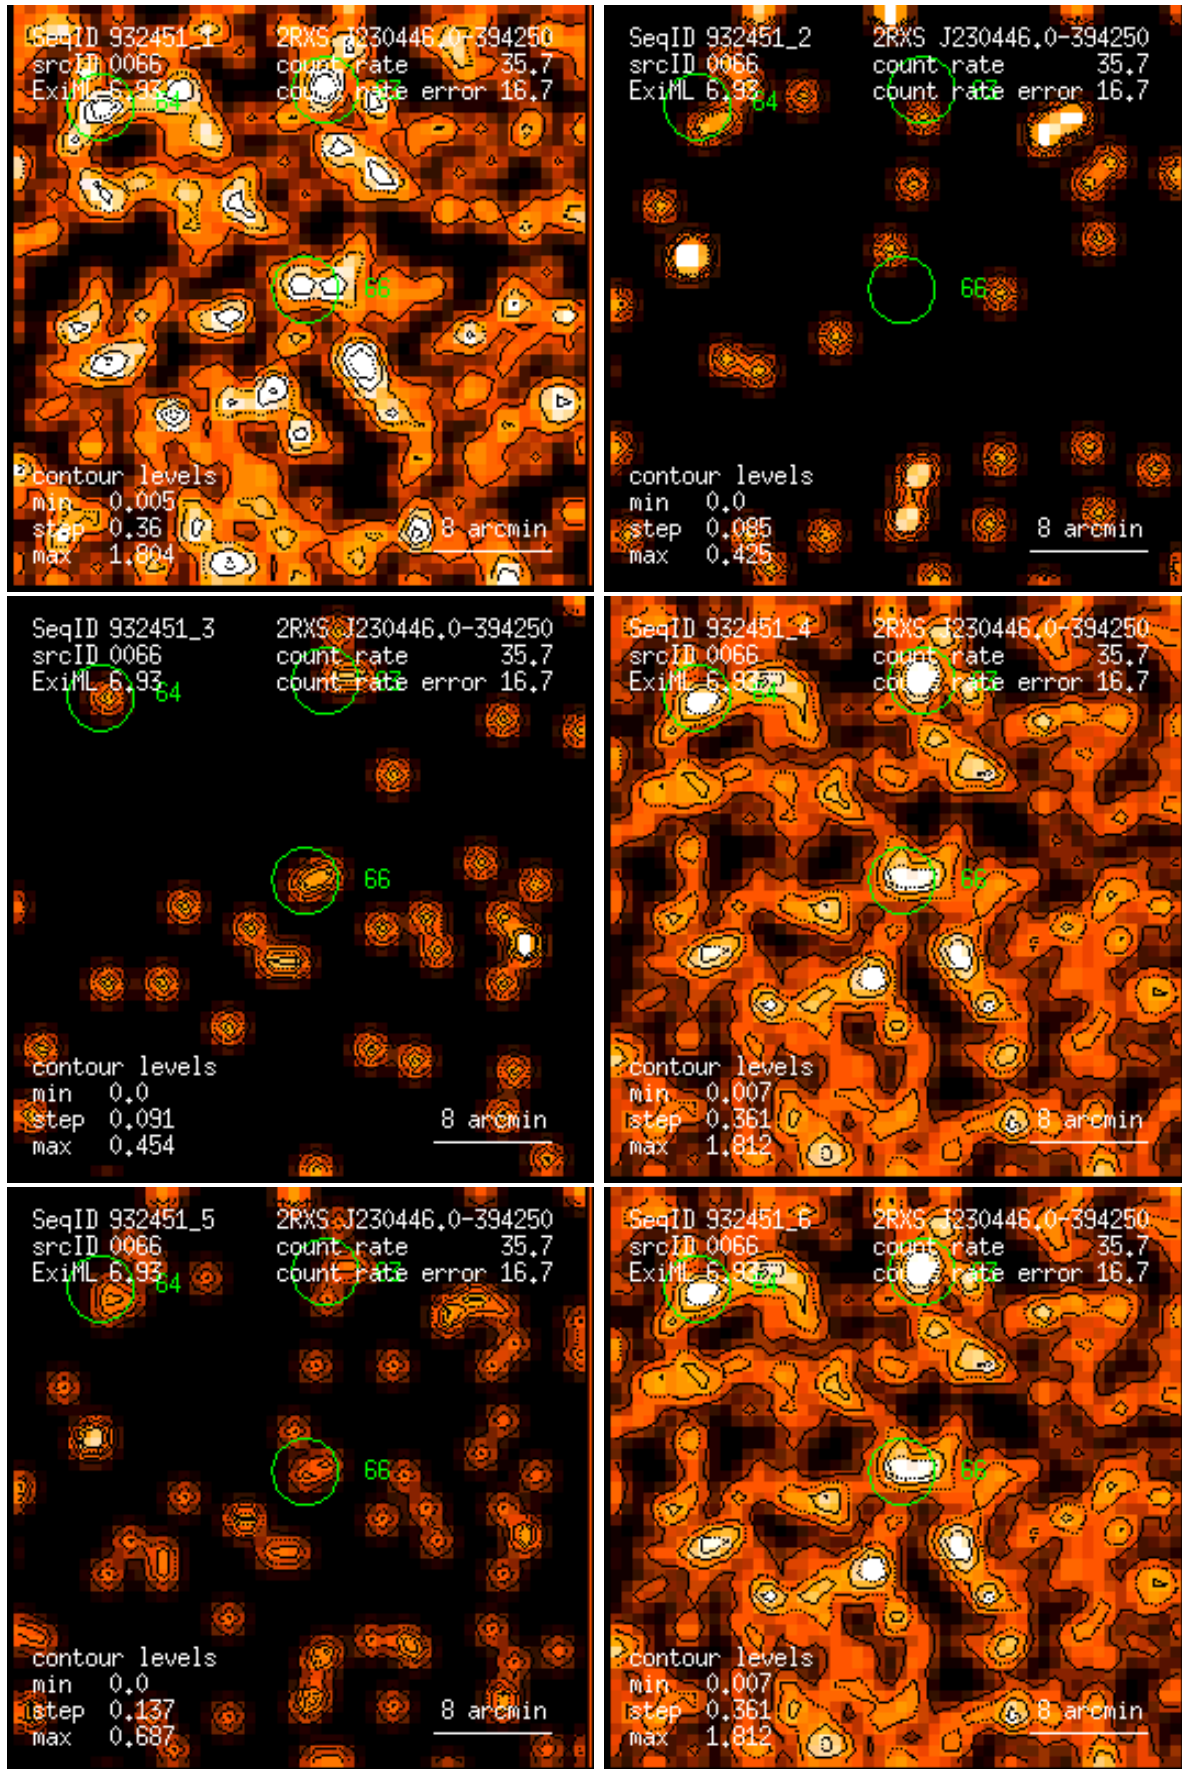 SeqID 932451_1 2RXS J230446.0-394250
srcID 0066 count rate 35.7
ExiML 6.93 count rate error 16.7
64
66
contour levels
min 0.005
step 0.36 8 arcmin
max 1.804
SeqID 932451_2 2RXS J230446.0-394250
srcID 0066 count rate 35.7
ExiML 6.93 count rate error 16.7
64
66
contour levels
min 0.0
step 0.085 8 arcmin
max 0.425
SeqID 932451_3 2RXS J230446.0-394250
srcID 0066 count rate 35.7
ExiML 6.93 count rate error 16.7
64
66
contour levels
min 0.0
step 0.091 8 arcmin
max 0.454
SeqID 932451_4 2RXS J230446.0-394250
srcID 0066 count rate 35.7
ExiML 6.93 count rate error 16.7
64
66
contour levels
min 0.007
step 0.361 8 arcmin
max 1.812
SeqID 932451_5 2RXS J230446.0-394250
srcID 0066 count rate 35.7
ExiML 6.93 count rate error 16.7
64
66
contour levels
min 0.0
step 0.137 8 arcmin
max 0.687
SeqID 932451_6 2RXS J230446.0-394250
srcID 0066 count rate 35.7
ExiML 6.93 count rate error 16.7
64
66
contour levels
min 0.007
step 0.361 8 arcmin
max 1.812